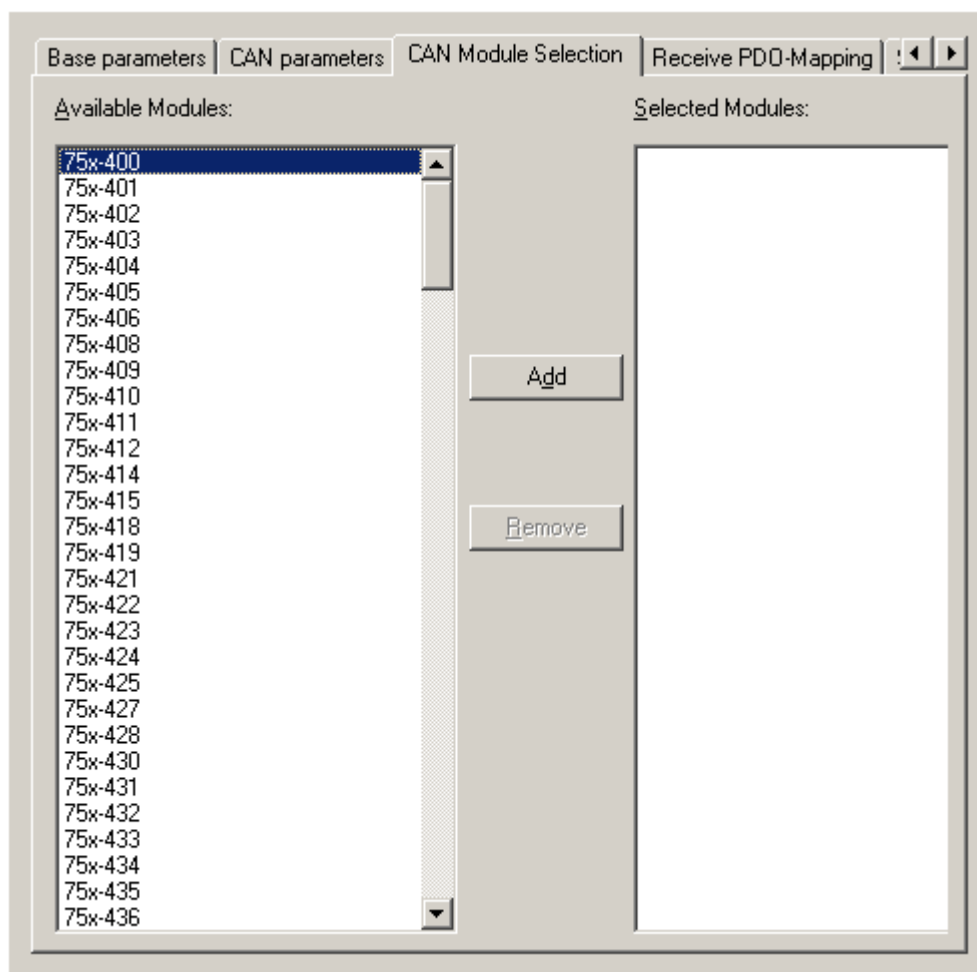 Base parameters
CAN parameters
CAN Module Selection
Receive PDO-Mapping
Available Modules:
Selected Modules:
75x-400
75x-401
75x-402
75x-403
75x-404
75x-405
75x-406
75x-408
75x-409
75x-410
75x-411
75x-412
75x-414
75x-415
75x-418
75x-419
75x-421
75x-422
75x-423
75x-424
75x-425
75x-427
75x-428
75x-430
75x-431
75x-432
75x-433
75x-434
75x-435
75x-436
Add
Remove